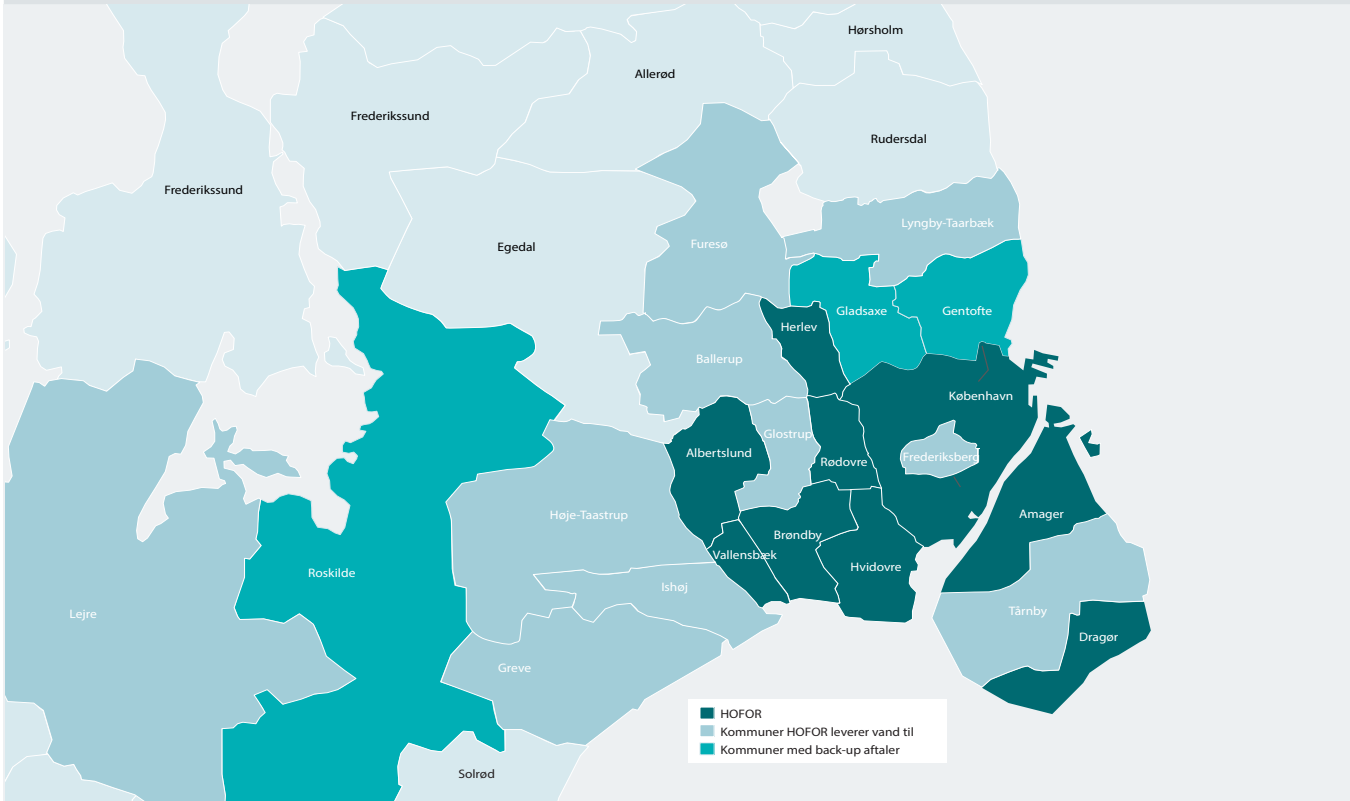 Hørsholm
Allerød
Frederikssund
Rudersdal
Frederikssund
Lyngby-Taarbæk
Furesø
Egedal
Gladsaxe
Gentofte
Herlev
Ballerup
København
Glostrup
Albertslund
Frederiksberg
Rødovre
Amager
Høje-Taastrup
Brøndby
Vallensbæk
Hvidovre
Roskilde
Ishøj
Tårnby
Lejre
Dragør
Greve
HOFOR
Kommuner HOFOR leverer vand til
Kommuner med back-up aftaler
Solrød